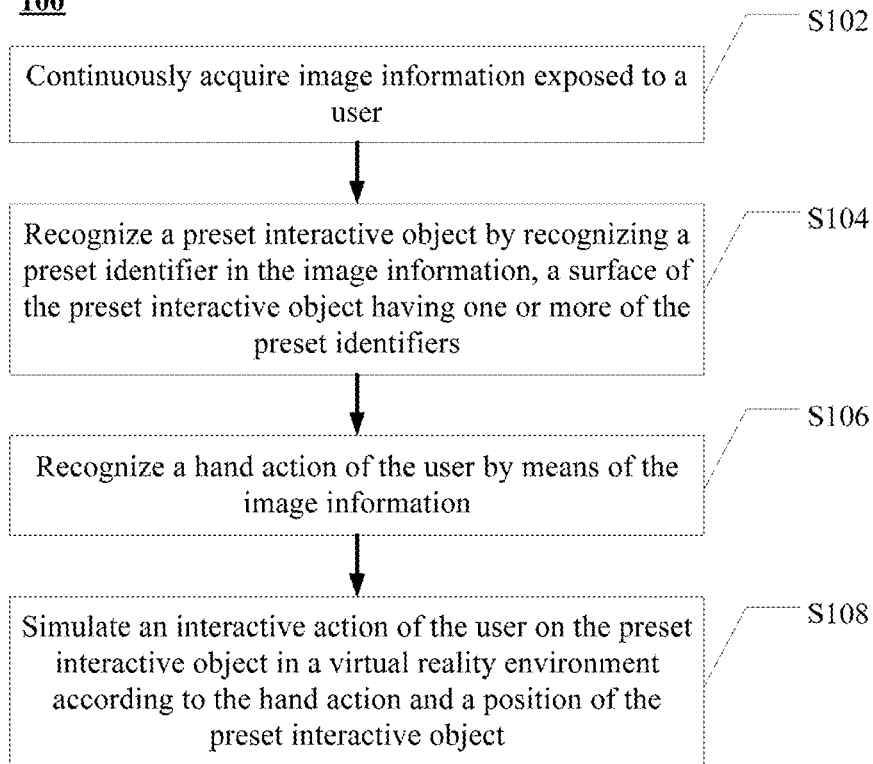 100
S102
Continuously acquire image information exposed to a
user
S104
Recognize a preset interactive object by recognizing a
preset identifier in the image information, a surface of
the preset interactive object having one or more of the
preset identifiers
S106
Recognize a hand action of the user by means of the
image information
S108
Simulate an interactive action of the user on the preset
interactive object in a virtual reality environment
according to the hand action and a position of the
preset interactive object